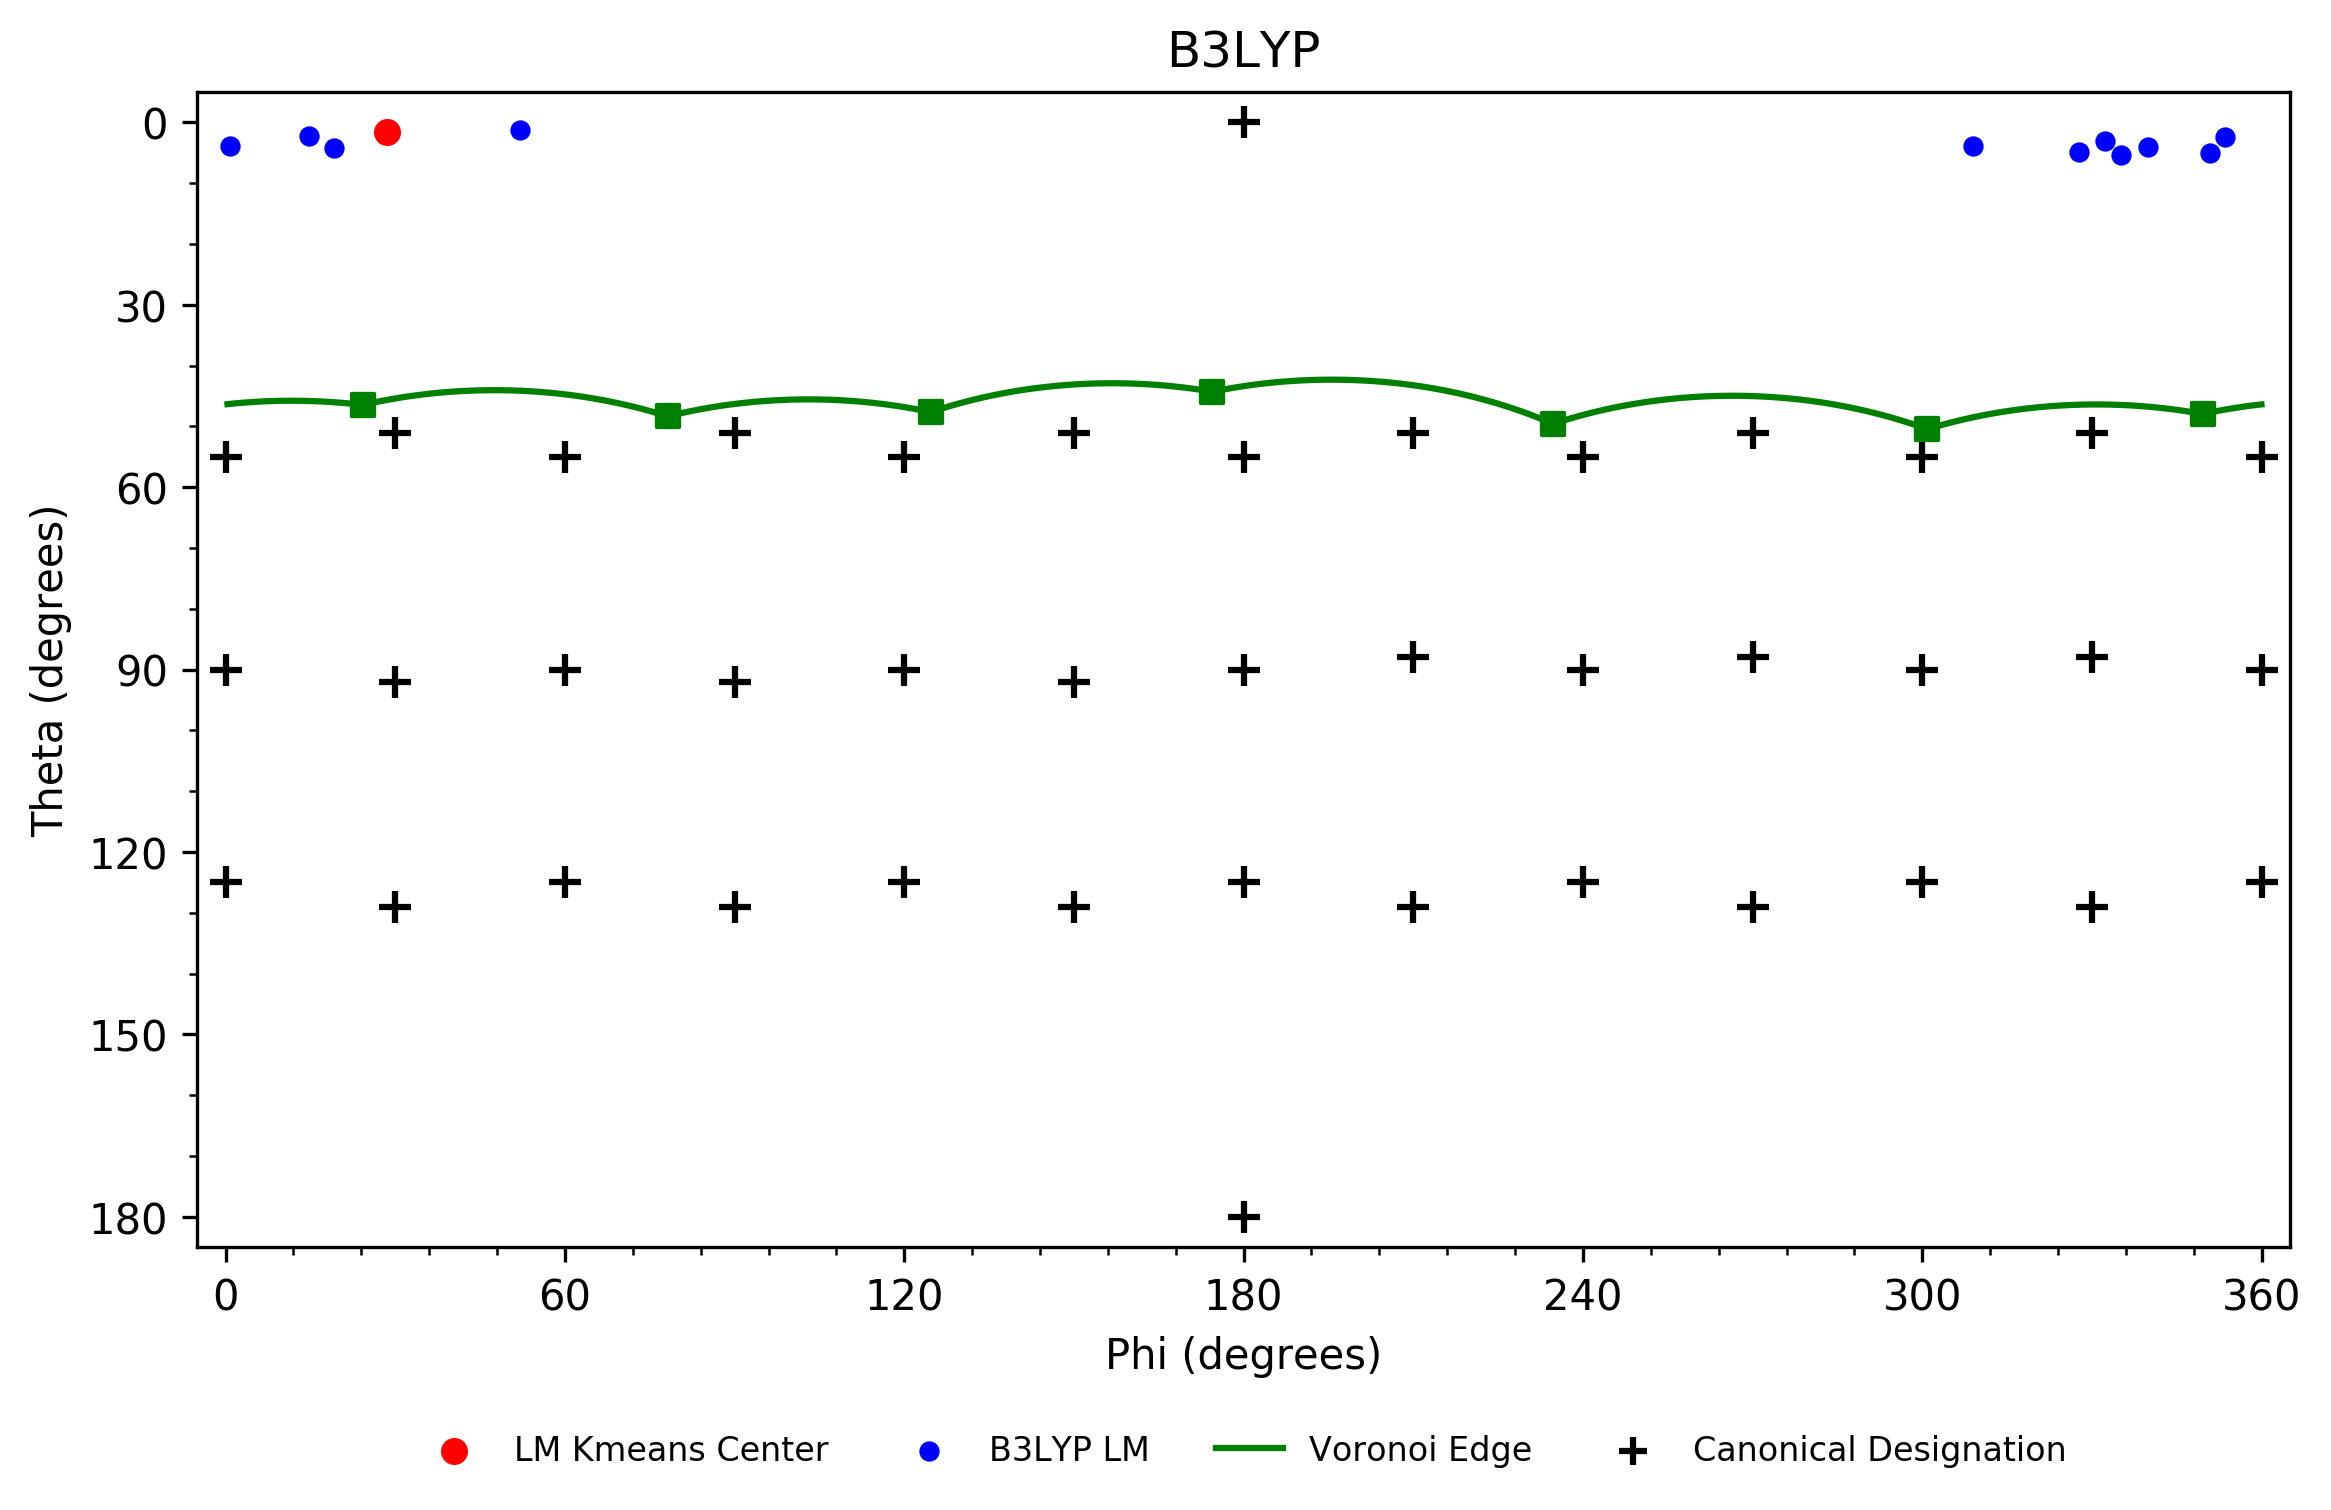 B3LYP
0
30
60
90
120
150
180
Theta (degrees)
0 60 120 180 240 300 360
Phi (degrees)
LM Kmeans Center B3LYP LM Voronoi Edge Canonical Designation